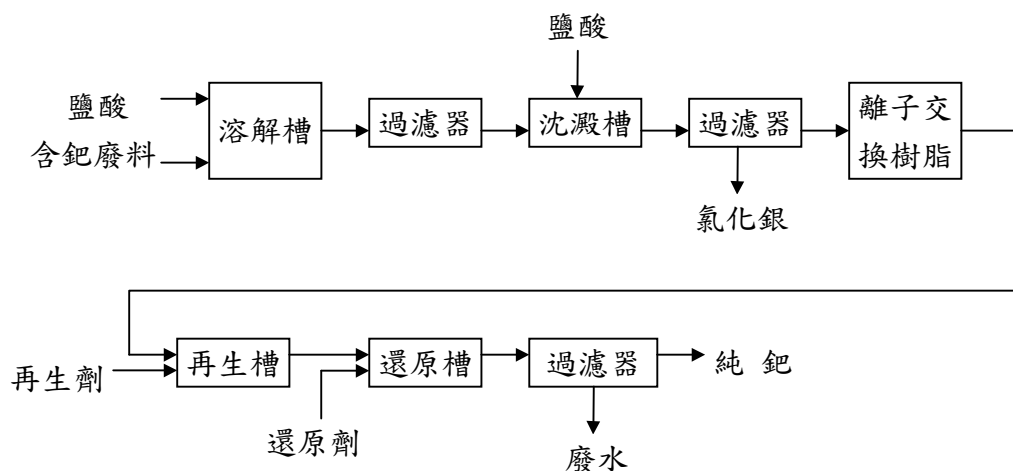 鹽酸
鹽酸
含鈀廢料
溶解槽
過濾器
沈澱槽
過濾器
離子交
換樹脂
氯化銀
再生劑
再生槽
還原槽
過濾器
純 鈀
還原劑
廢水